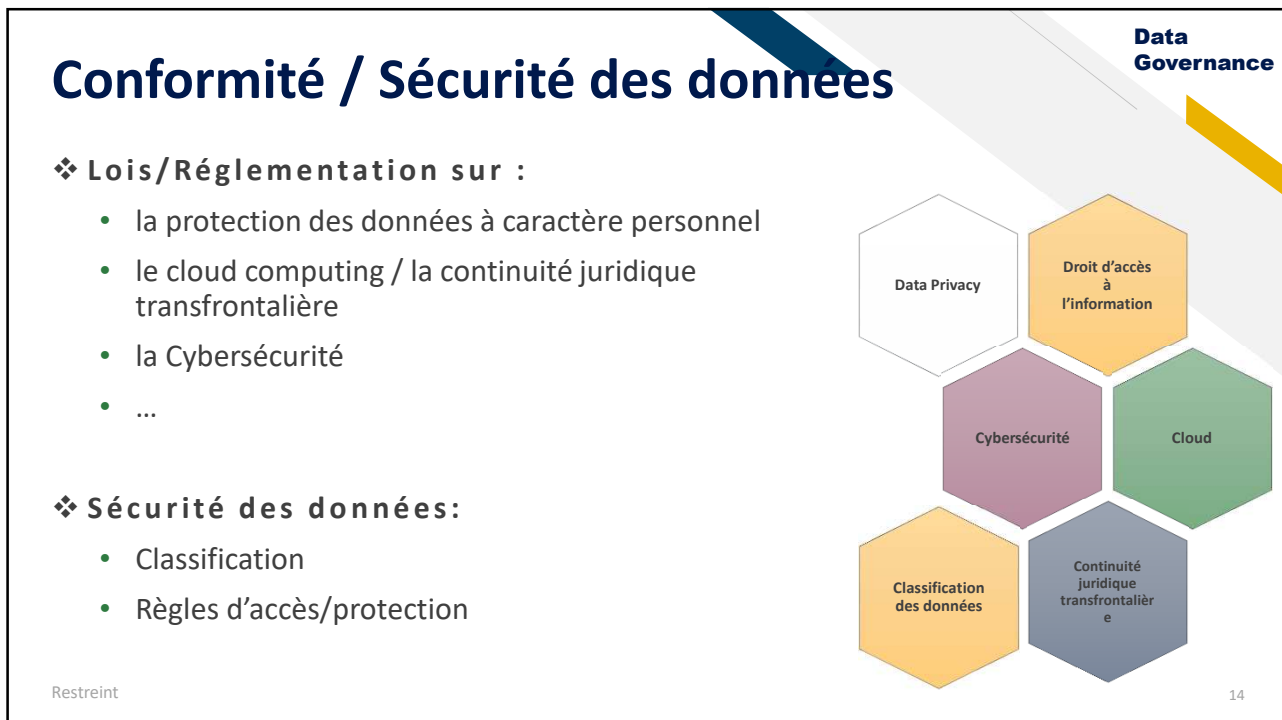 Data
Governance
Conformité / Sécurité des données
❖ Lois/Réglementation sur :
• la protection des données à caractère personnel
• le cloud computing / la continuité juridique
transfrontalière
• la Cybersécurité
• …
❖ Sécurité des données:
• Classification
• Règles d’accès/protection
Data Privacy
Droit d’accès
à
l’information
Cybersécurité
Cloud
Classification
des données
Continuité
juridique
transfrontalièr
e
Restreint
14